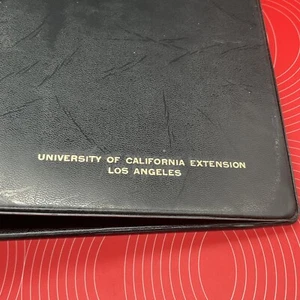 UNIVERSITY OF CALIFORNIA EXTENSION
LOS ANGELES